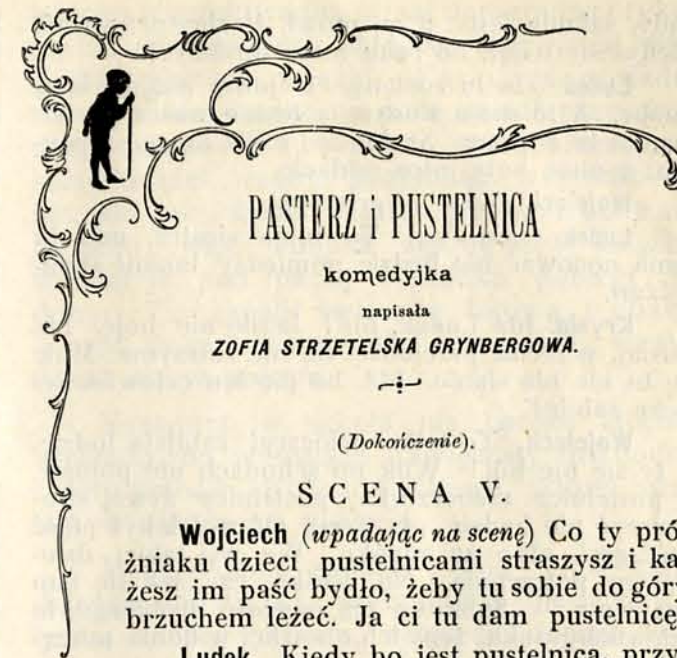 PASTERZ i PUSTELNICA
komedyjka
napisała
ZOFIA STRZETELSKA GRYNBERGOWA.
(Dokończenie).
SCENA V.
Wojciech (wpadając na scenę) Co ty pró-
żniaku dzieci pustelnicami straszysz i ka-
żesz im paść bydło, żeby tu sobie do góry
brzuchem leżeć. Ja ci tu dam pustelnicę
Ludek. Kiedy bo jest pustelnica, przy